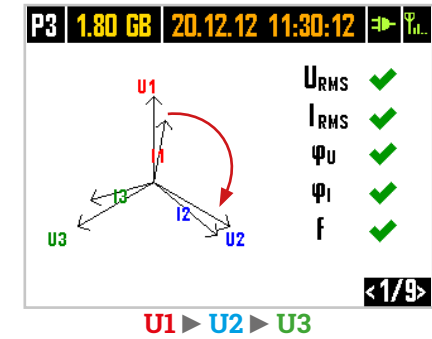 P3 1.80 GB 20.12.12 11:30:12
U1
I1
I3
I2
U3
U2
URMS
IRMS
φU
φI
f
<1/9>
U1 ▶ U2 ▶ U3